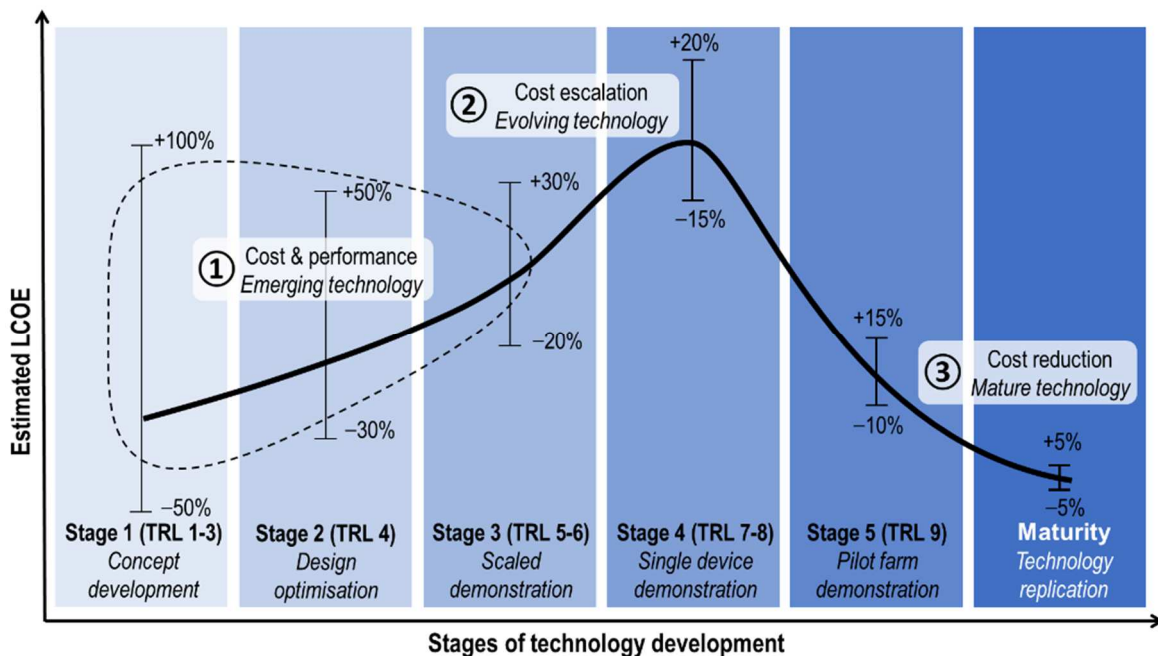 Estimated LCOE
+100%
−50%
+50%
−30%
+30%
−20%
+20%
−15%
+15%
−10%
+5%
−5%
1
Cost & performance
Emerging technology
2
Cost escalation
Evolving technology
3
Cost reduction
Mature technology
Stage 1 (TRL 1-3)
Concept
development
Stage 2 (TRL 4)
Design
optimisation
Stage 3 (TRL 5-6)
Scaled
demonstration
Stage 4 (TRL 7-8)
Single device
demonstration
Stage 5 (TRL 9)
Pilot farm
demonstration
Maturity
Technology
replication
Stages of technology development